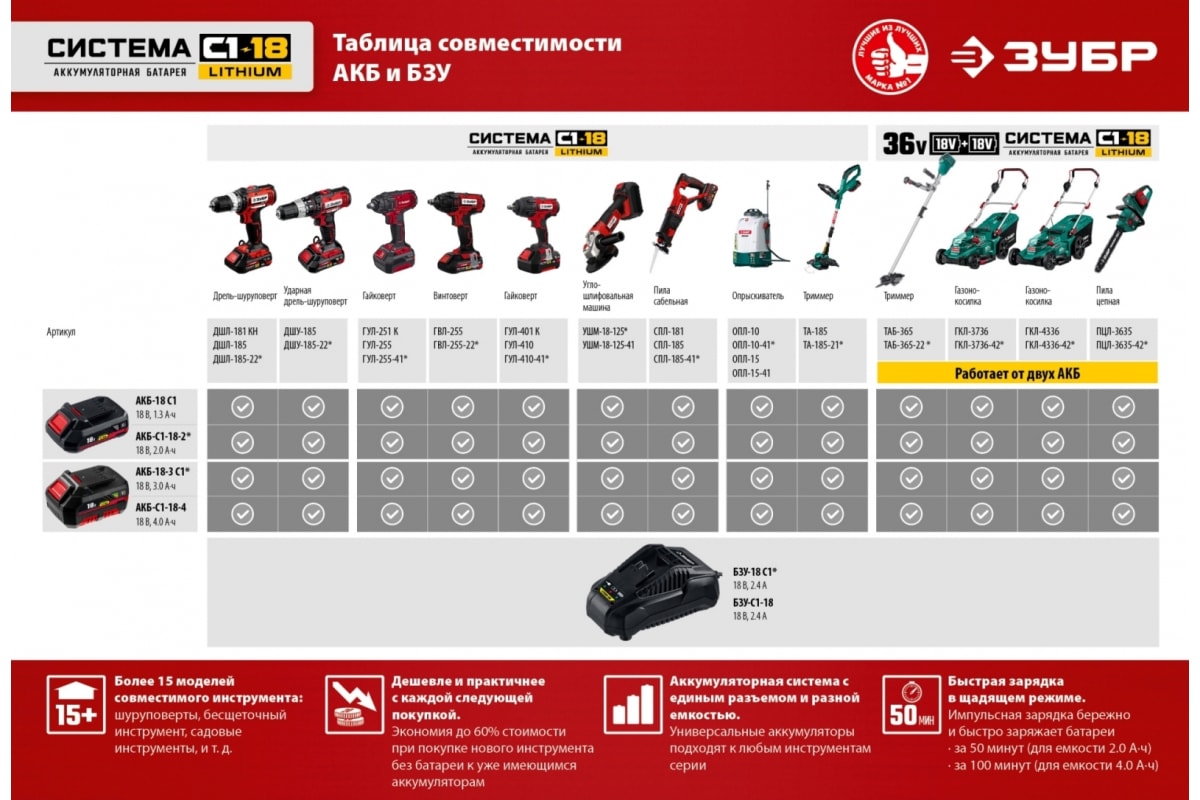 СИСТЕМА С1-18
АККУМУЛЯТОРНАЯ БАТАРЕЯ LITHIUM
Таблица совместимости
АКБ и БЗУ
ЛУЧШИЕ ИЗ ЛУЧШИХ
МАРКА №1
ЗУБР
СИСТЕМА С1-18
АККУМУЛЯТОРНАЯ БАТАРЕЯ LITHIUM
36V 18V + 18V СИСТЕМА С1-18
АККУМУЛЯТОРНАЯ БАТАРЕЯ LITHIUM
Дрель-шуруповерт
Ударная
дрель-шуруповерт
Гайковерт
Винтоверт
Гайковерт
Угло-
шлифовальная
машина
Пила
сабельная
Опрыскиватель
Триммер
Триммер
Газоно-
косилка
Газоно-
косилка
Пила
цепная
Артикул
ДШЛ-181 КН
ДШЛ-185
ДШЛ-185-22*
ДШУ-185
ДШУ-185-22*
ГУЛ-251 К
ГУЛ-255
ГУЛ-255-41*
ГВЛ-255
ГВЛ-255-22*
ГУЛ-401 К
ГУЛ-410
ГУЛ-410-41*
УШМ-18-125*
УШМ-18-125-41
СПЛ-181
СПЛ-185
СПЛ-185-41*
ОПЛ-10
ОПЛ-10-41*
ОПЛ-15
ОПЛ-15-41
ТА-185
ТА-185-21*
ТАБ-365
ТАБ-365-22 *
ГКЛ-3736
ГКЛ-3736-42*
ГКЛ-4336
ГКЛ-4336-42*
ПЦЛ-3635
ПЦЛ-3635-42*
Работает от двух АКБ
АКБ-18 С1
18 В, 1.3 А·ч
АКБ-С1-18-2*
18 В, 2.0 А·ч
АКБ-18-3 С1*
18 В, 3.0 А·ч
АКБ-С1-18-4
18 В, 4.0 А·ч
БЗУ-18 С1*
18 В, 2.4 А
БЗУ-С1-18
18 В, 2.4 А
15+
Более 15 моделей
совместимого инструмента:
шуруповерты, бесщеточный
инструмент, садовые
инструменты, и т. д.
Дешевле и практичнее
с каждой следующей
покупкой.
Экономия до 60% стоимости
при покупке нового инструмента
без батареи к уже имеющимся
аккумуляторам
Аккумуляторная система с
единым разъемом и разной
емкостью.
Универсальные аккумуляторы
подходят к любым инструментам
серии
50 МИН
Быстрая зарядка
в щадящем режиме.
Импульсная зарядка бережно
и быстро заряжает батареи
· за 50 минут (для емкости 2.0 А·ч)
· за 100 минут (для емкости 4.0 А·ч)